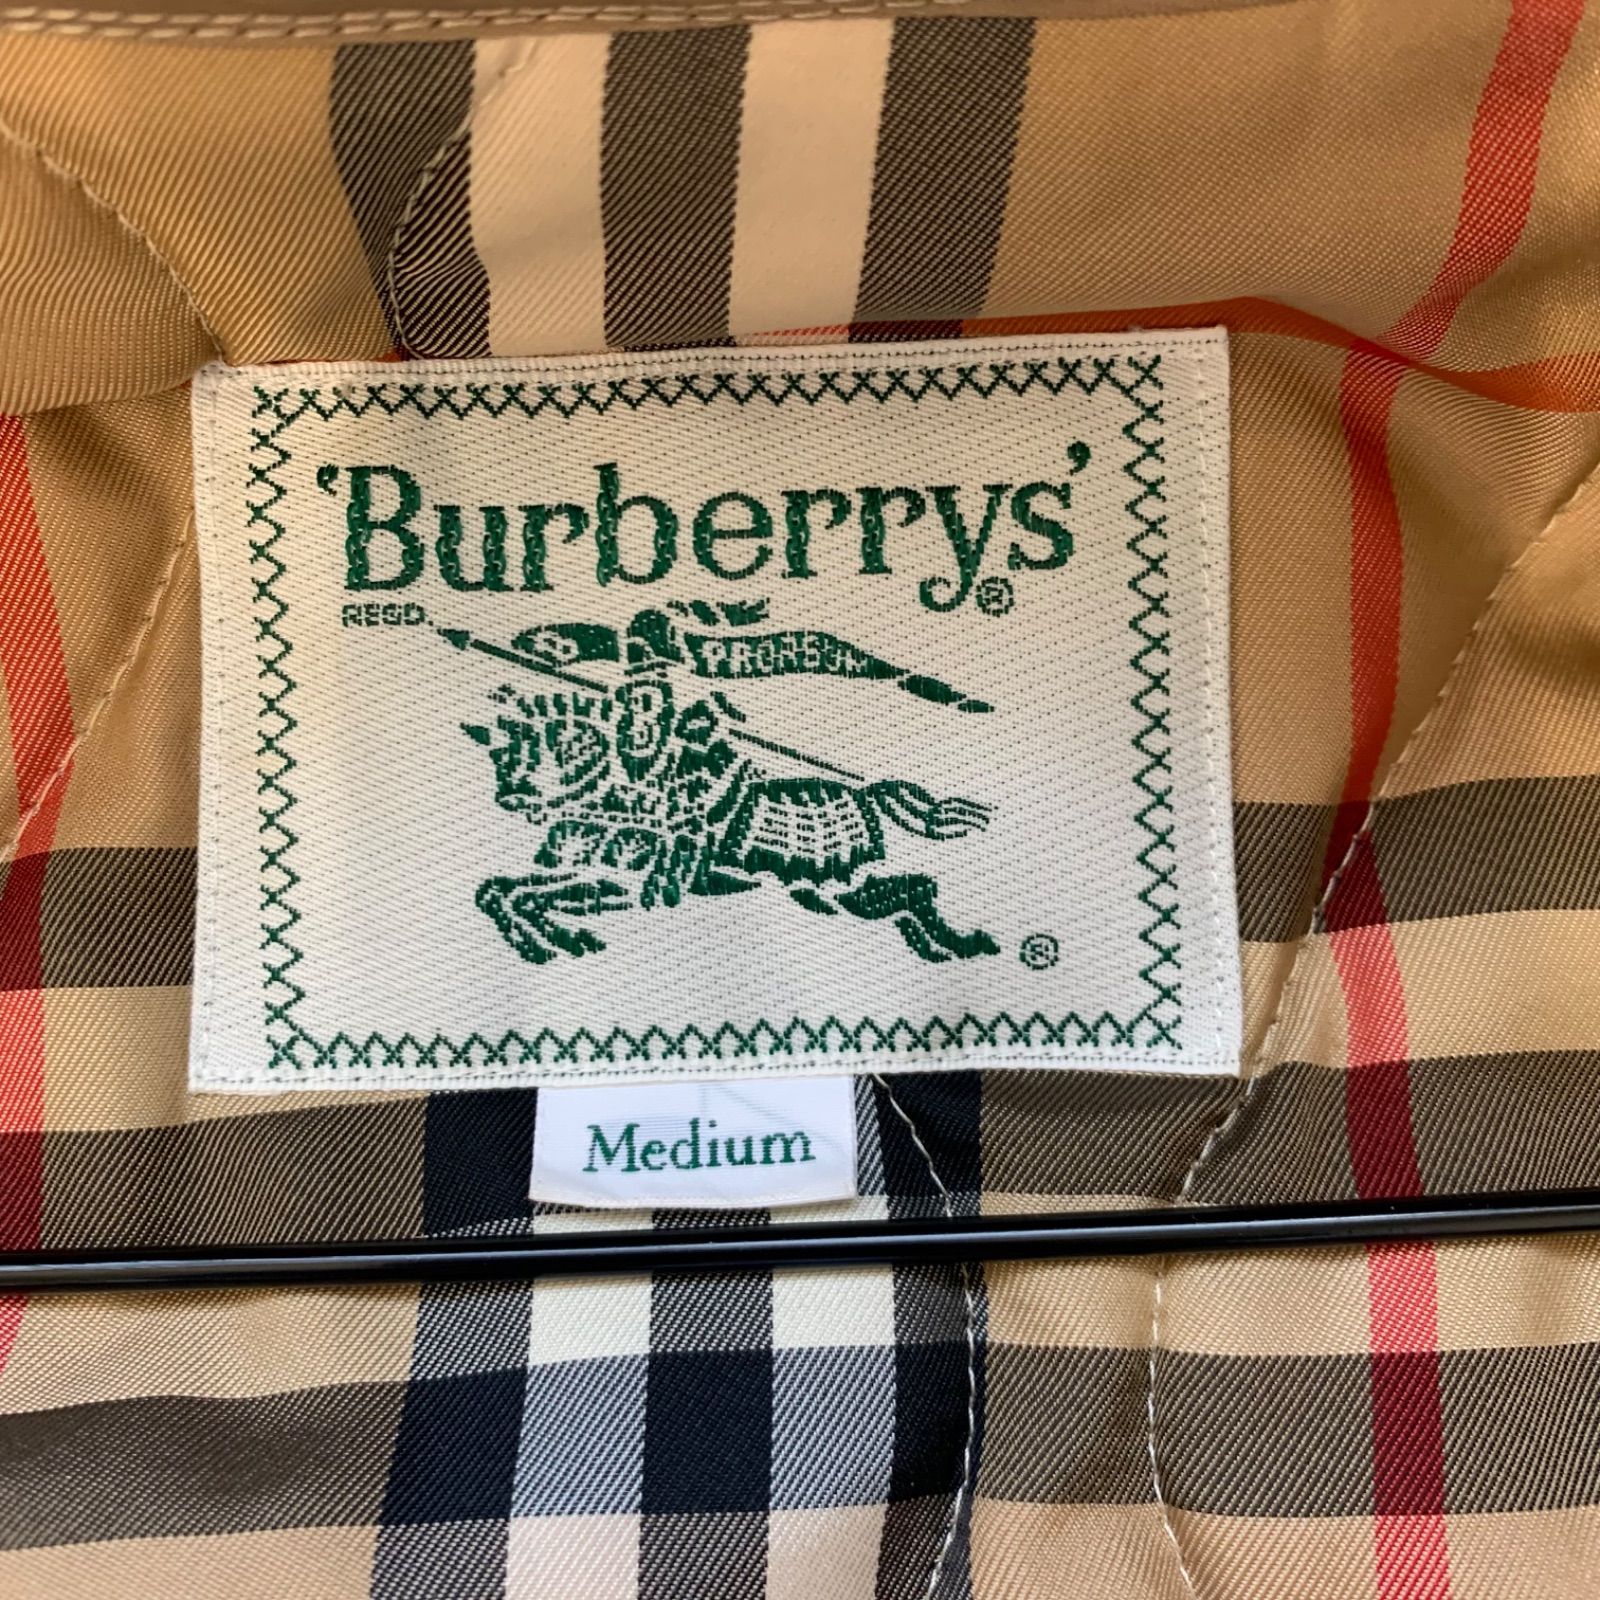 'Burberrys'®
REGD.
PRORSUM
B
®
Medium